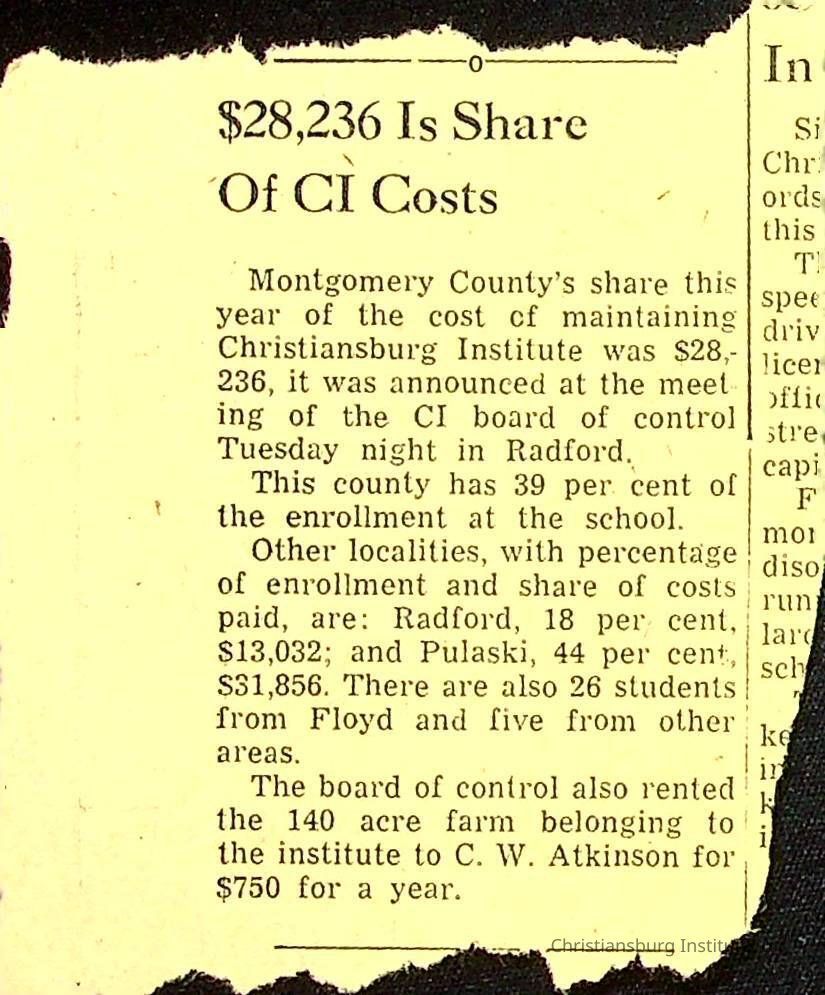 $28,236 Is Share
Of CI Costs
Montgomery County's share this
year of the cost of maintaining
Christiansburg Institute was $28,-
236, it was announced at the meet
ing of the CI board of control
Tuesday night in Radford.
This county has 39 per cent of
the enrollment at the school.
Other localities, with percentage
of enrollment and share of costs
paid, are: Radford, 18 per cent,
$13,032; and Pulaski, 44 per cent,
$31,856. There are also 26 students
from Floyd and five from other
areas.
The board of control also rented
the 140 acre farm belonging to
the institute to C. W. Atkinson for
$750 for a year.
Christiansburg
In
this